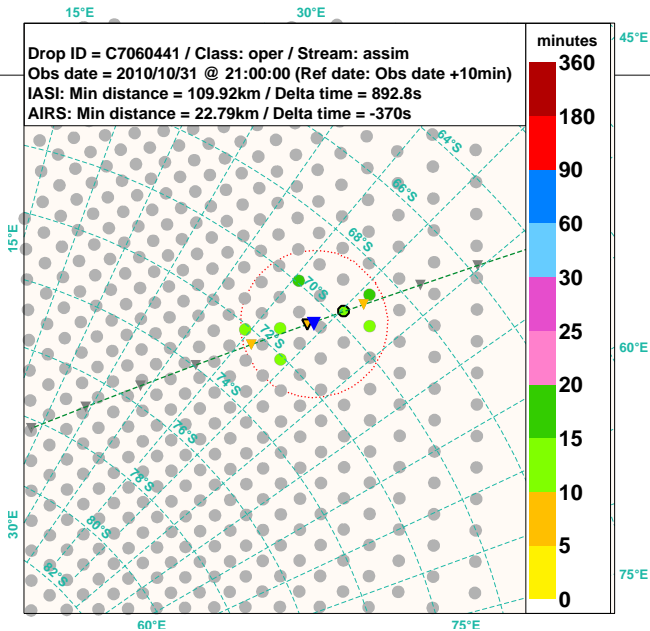 15°E
30°E
45°E
minutes
Drop ID = C7060441 / Class: oper / Stream: assim
Obs date = 2010/10/31 @ 21:00:00 (Ref date: Obs date +10min)
IASI: Min distance = 109.92km / Delta time = 892.8s
AIRS: Min distance = 22.79km / Delta time = -370s
360
180
90
60
30
25
20
15
10
5
0
64°S
66°S
68°S
70°S
72°S
74°S
76°S
78°S
80°S
82°S
15°E
30°E
60°E
75°E
60°E
75°E